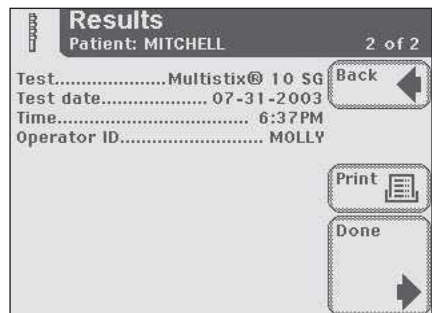 Results
Patient: MITCHELL 2 of 2
Test..................Multistix® 10 SG
Test date.................. 07-31-2003
Time............................... 6:37PM
Operator ID....................... MOLLY
Back
Print
Done